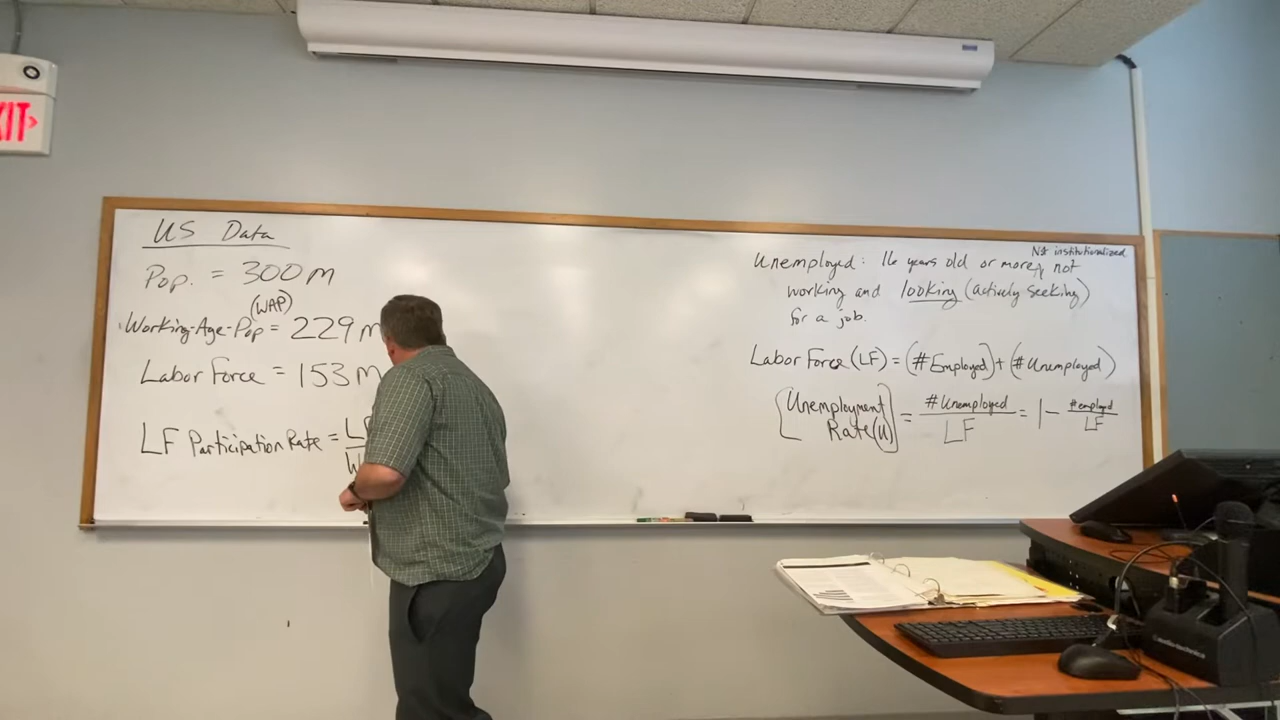 XIT
US Data
Pop. = 300 m
(WAP)
Working-Age-Pop = 229 m
Labor Force = 153 m
LF Participation Rate =
Not institutionalized
Unemployed: 16 years old or more, not
working and looking (actively seeking)
for a job.
Labor Force (LF) = (#Employed) + (#Unemployed)
[Unemployment Rate (U)] = #Unemployed / LF = 1 - #employed / LF